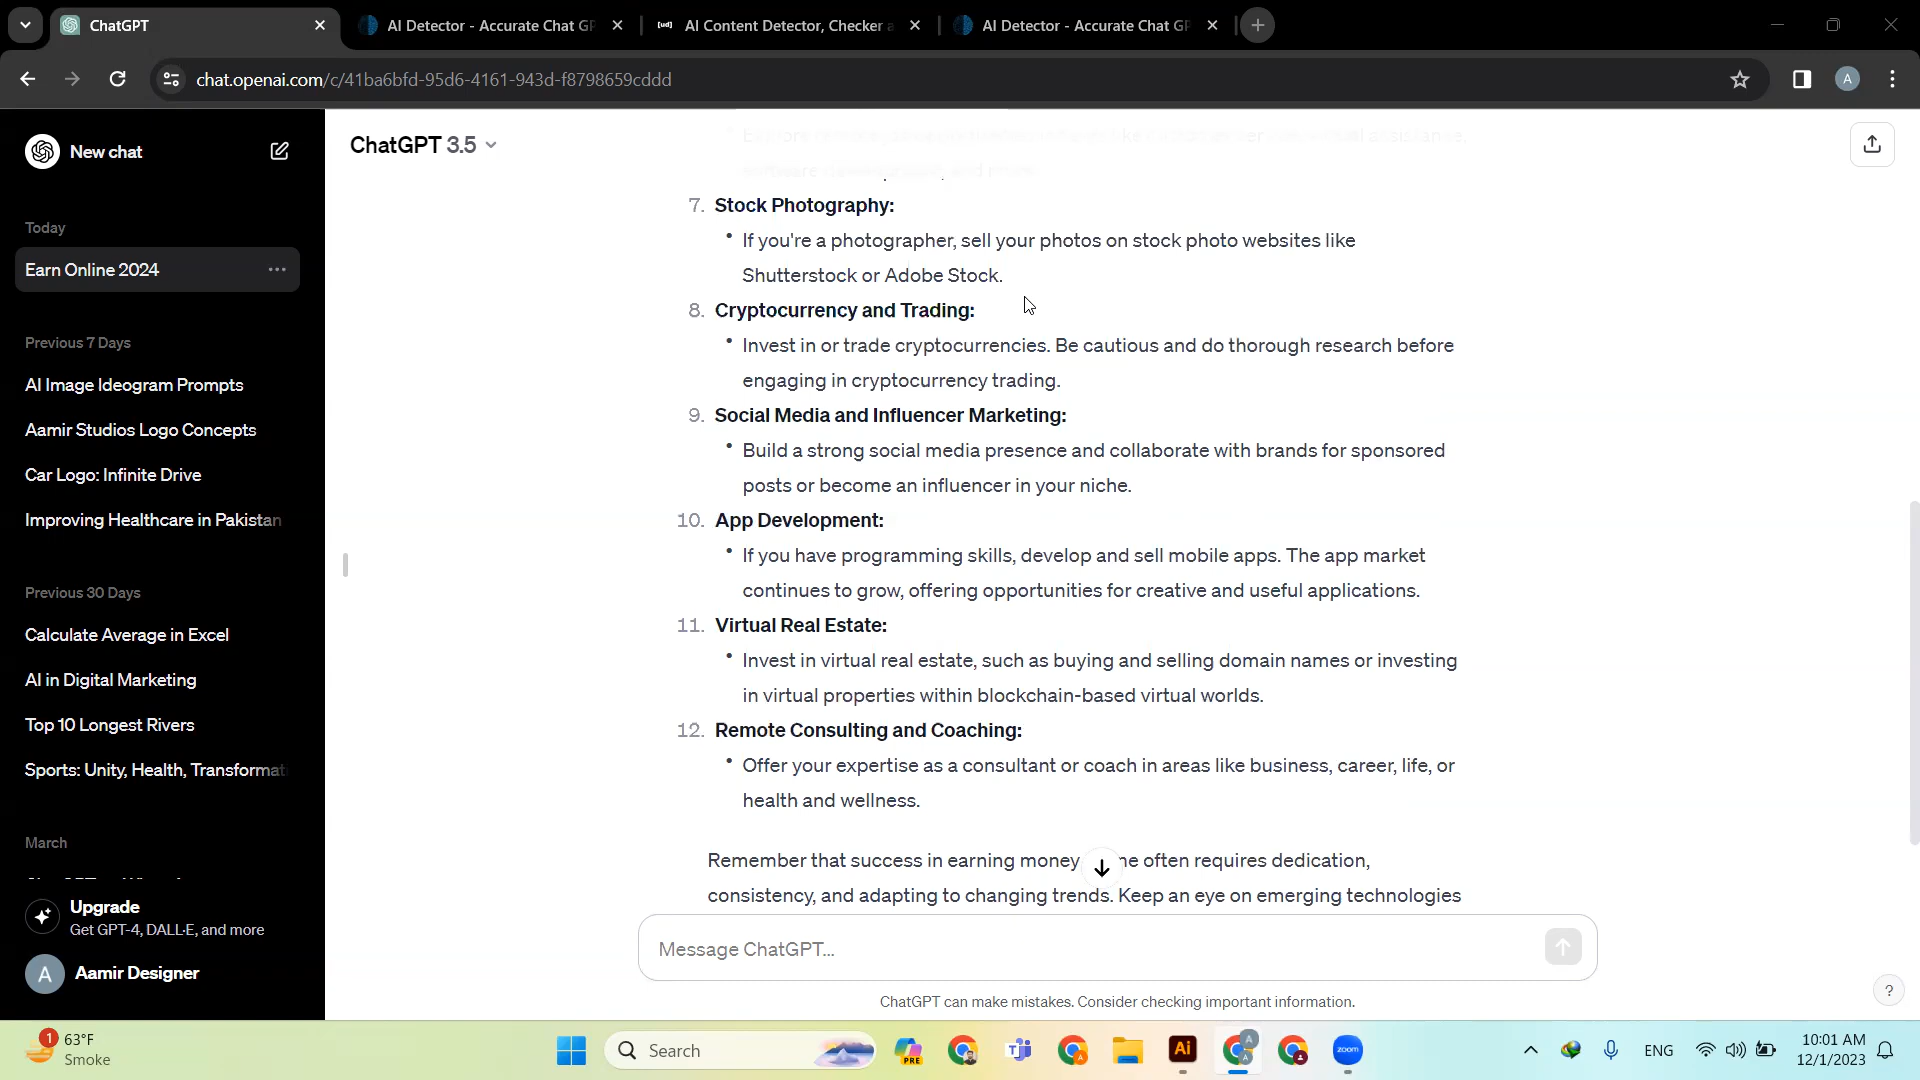 ChatGPT
AI Detector - Accurate Chat GP
[ud] AI Content Detector, Checker a
AI Detector - Accurate Chat GP
chat.openai.com/c/41ba6bfd-95d6-4161-943d-f8798659cddd
A
New chat
Today
Earn Online 2024
Previous 7 Days
AI Image Ideogram Prompts
Aamir Studios Logo Concepts
Car Logo: Infinite Drive
Improving Healthcare in Pakistan
Previous 30 Days
Calculate Average in Excel
AI in Digital Marketing
Top 10 Longest Rivers
Sports: Unity, Health, Transformat
March
Upgrade
Get GPT-4, DALL·E, and more
A
Aamir Designer
ChatGPT 3.5
7. Stock Photography:
• If you're a photographer, sell your photos on stock photo websites like
Shutterstock or Adobe Stock.
8. Cryptocurrency and Trading:
• Invest in or trade cryptocurrencies. Be cautious and do thorough research before
engaging in cryptocurrency trading.
9. Social Media and Influencer Marketing:
• Build a strong social media presence and collaborate with brands for sponsored
posts or become an influencer in your niche.
10. App Development:
• If you have programming skills, develop and sell mobile apps. The app market
continues to grow, offering opportunities for creative and useful applications.
11. Virtual Real Estate:
• Invest in virtual real estate, such as buying and selling domain names or investing
in virtual properties within blockchain-based virtual worlds.
12. Remote Consulting and Coaching:
• Offer your expertise as a consultant or coach in areas like business, career, life, or
health and wellness.
Remember that success in earning money often requires dedication,
consistency, and adapting to changing trends. Keep an eye on emerging technologies
Message ChatGPT...
ChatGPT can make mistakes. Consider checking important information.
?
1
63°F
Smoke
Search
PRE
Ai
zoom
ENG
10:01 AM
12/1/2023